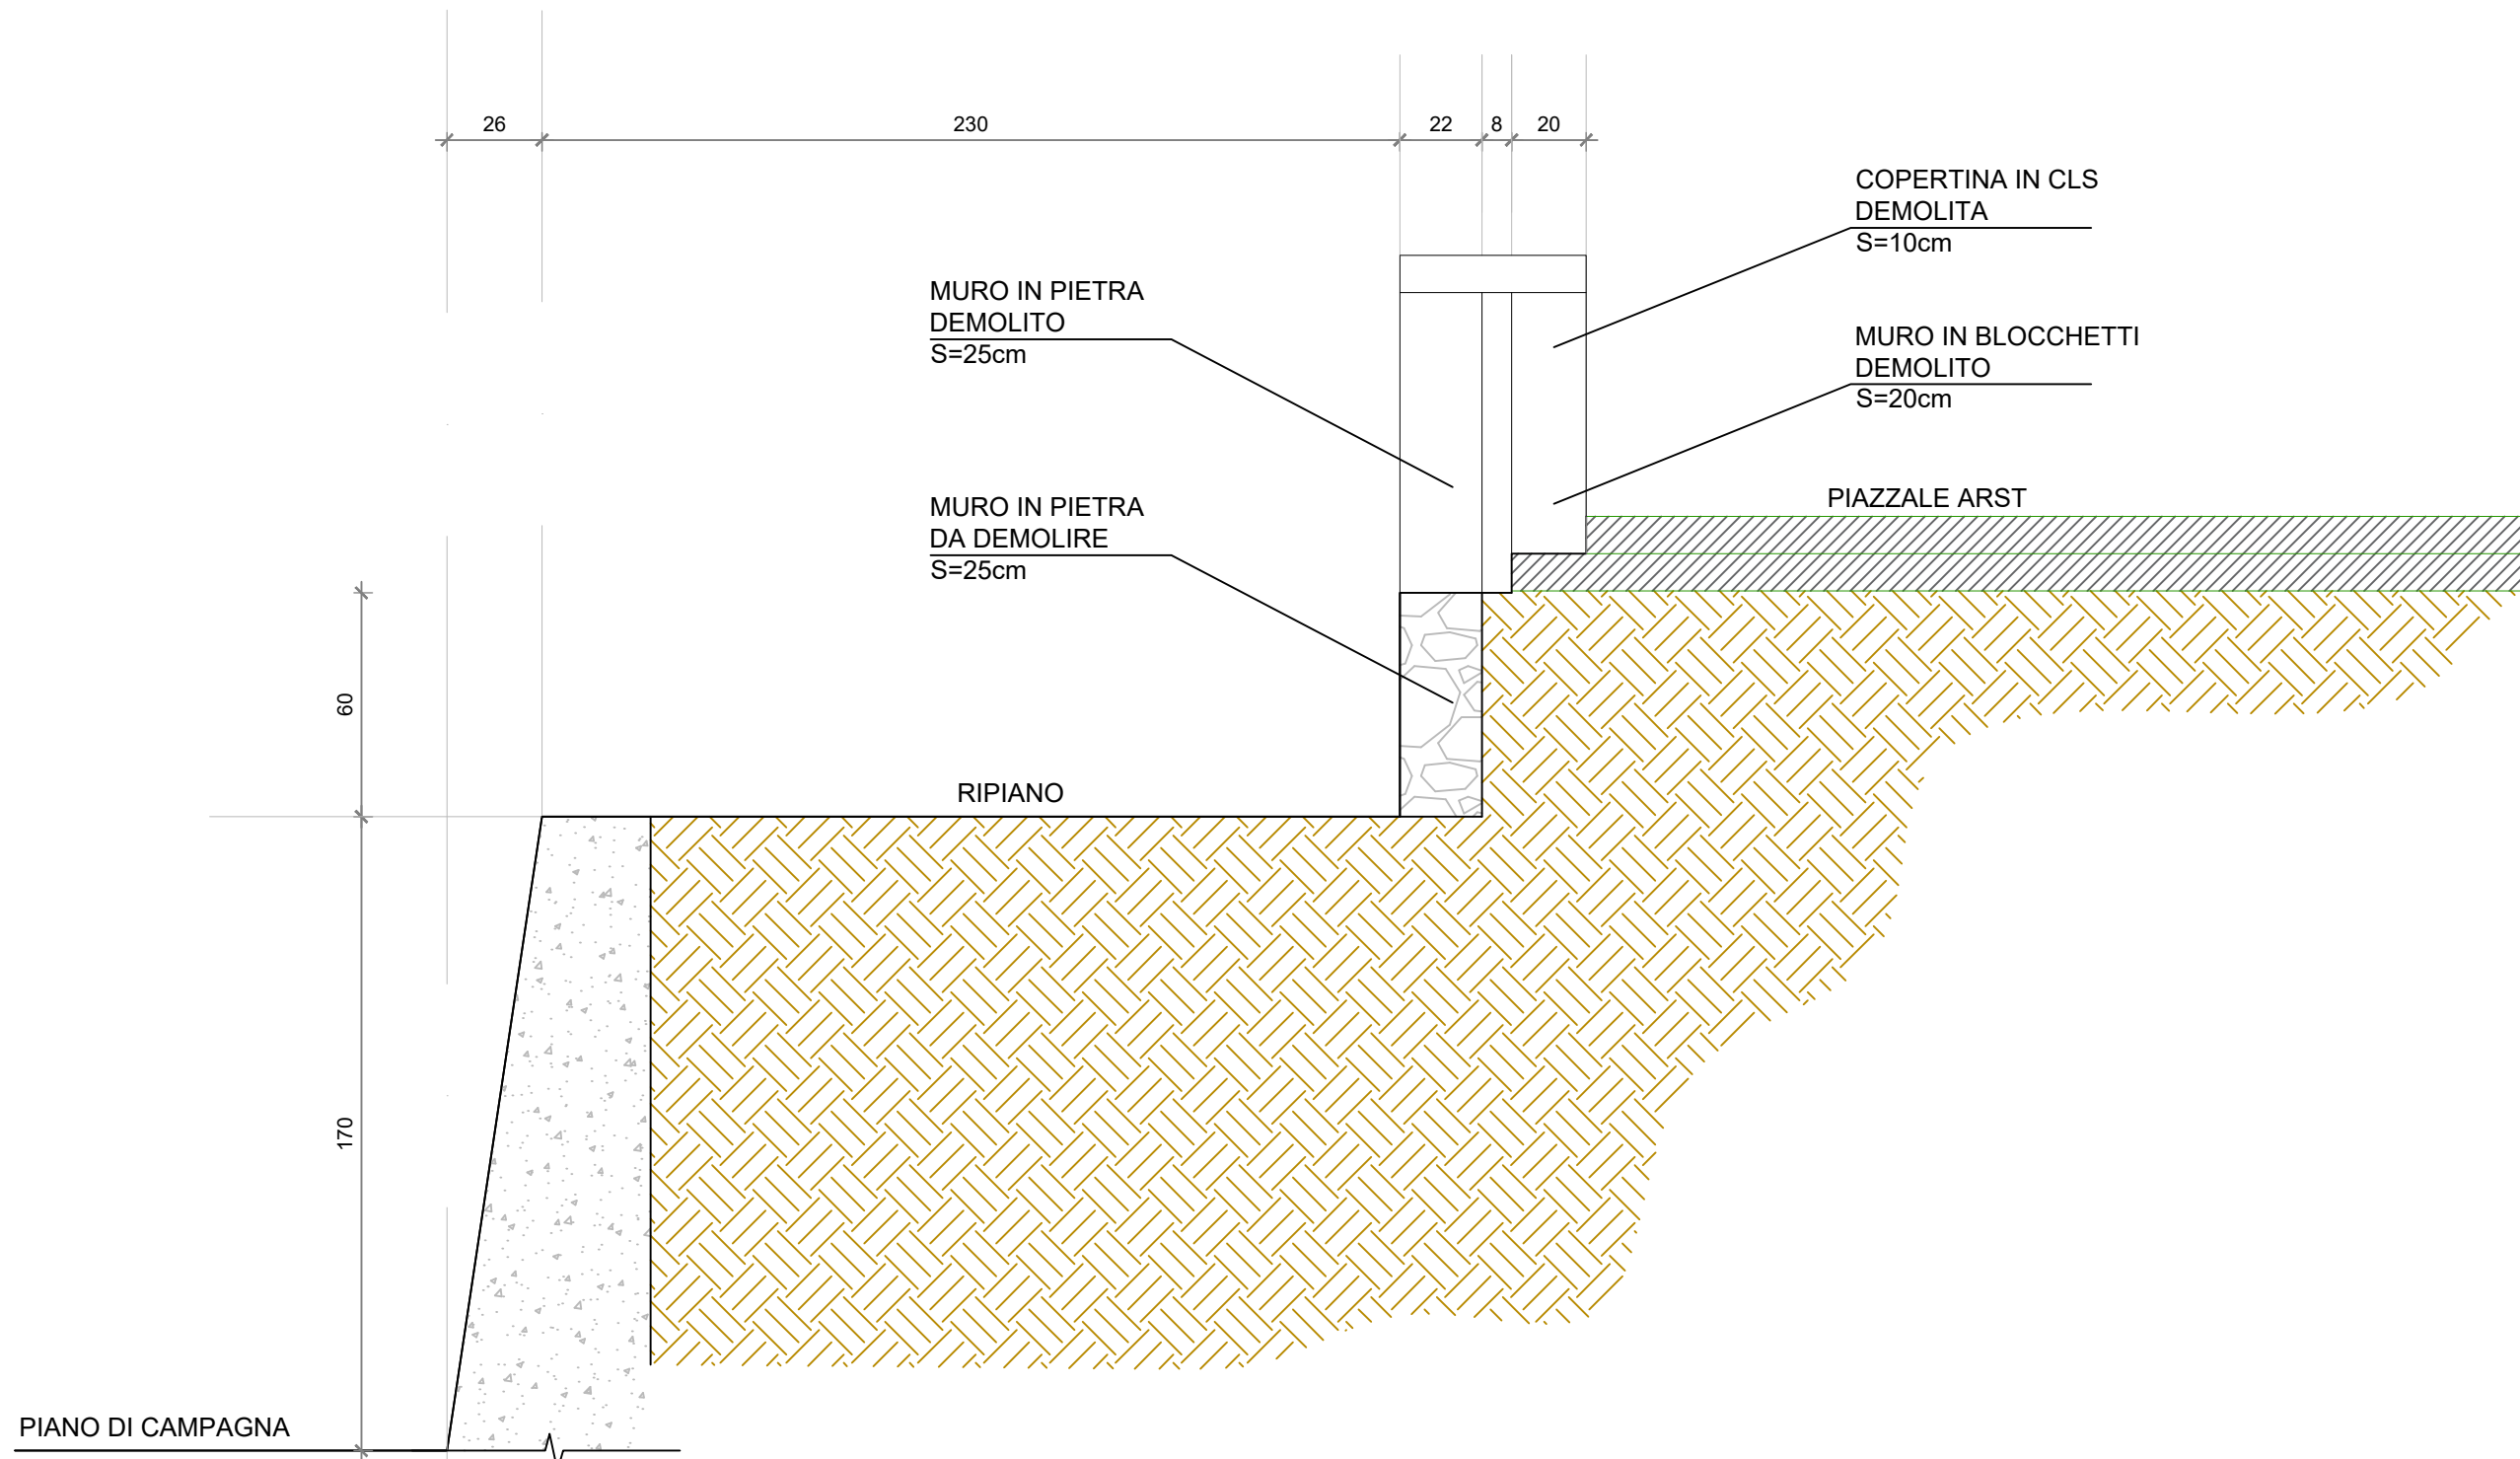 26
230
22
8
20
COPERTINA IN CLS
DEMOLITA
S=10cm
MURO IN PIETRA
DEMOLITO
S=25cm
MURO IN BLOCCHETTI
DEMOLITO
S=20cm
MURO IN PIETRA
DA DEMOLIRE
S=25cm
PIAZZALE ARST
60
RIPIANO
170
PIANO DI CAMPAGNA